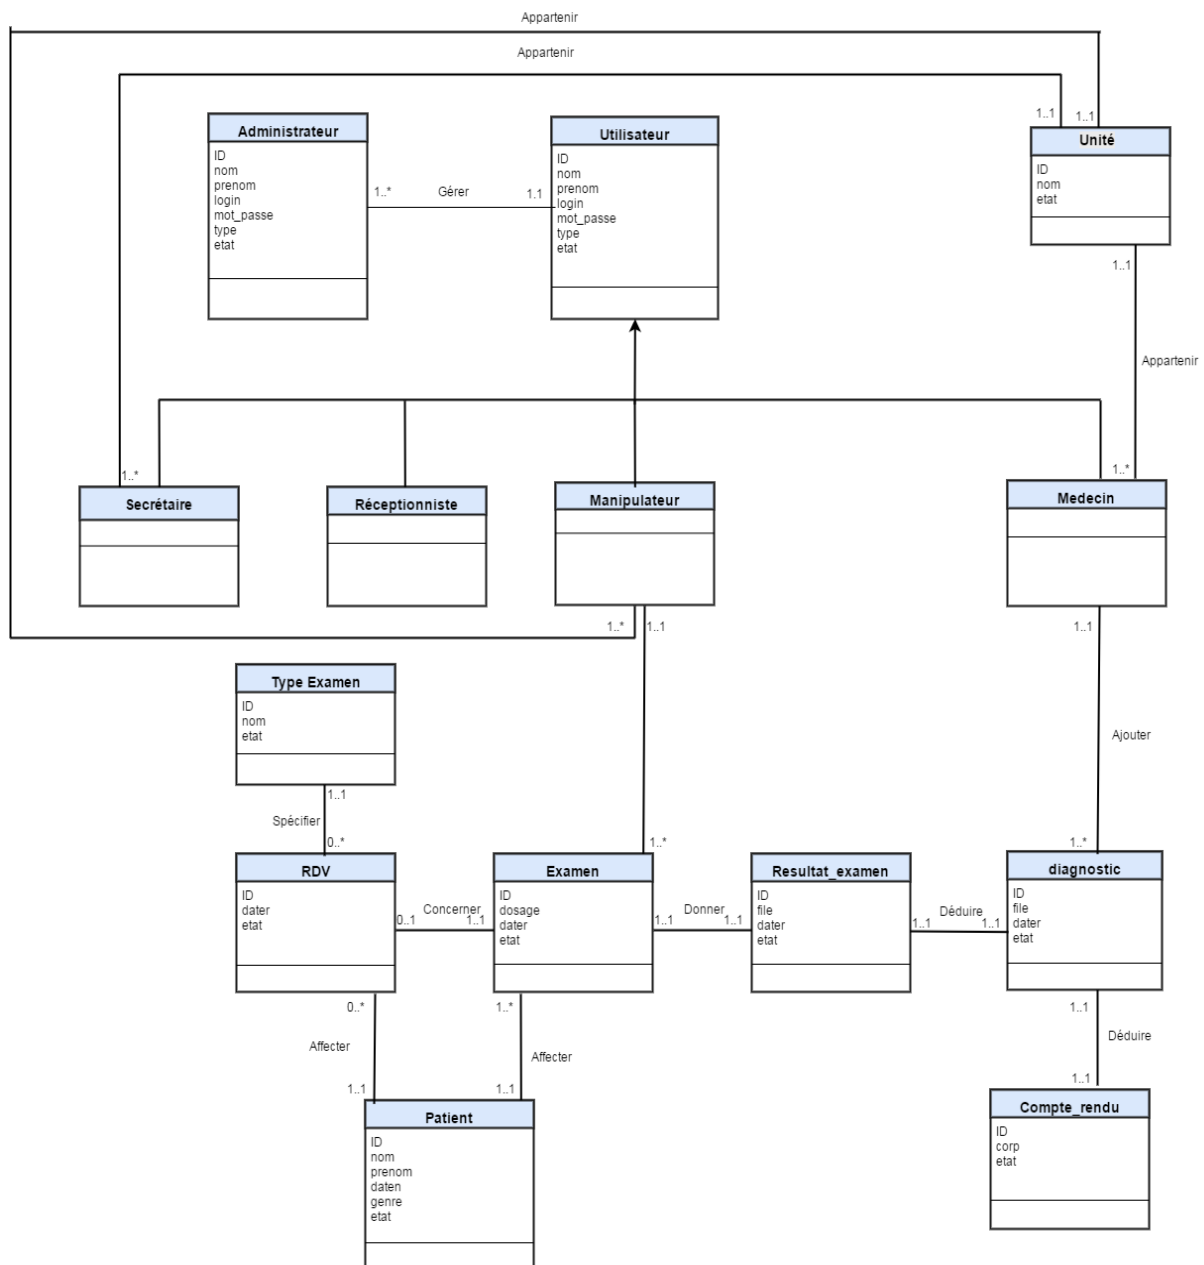 Appartenir
Appartenir
1..1
1..1
Administrateur
ID
nom
prenom
login
mot_passe
type
etat
1..*
Gérer
1.1
Utilisateur
ID
nom
prenom
login
mot_passe
type
etat
Unité
ID
nom
etat
1..1
Appartenir
1..*
1..*
Secrétaire
Réceptionniste
Manipulateur
Medecin
1..*
1..1
1..1
Type Examen
ID
nom
etat
1..1
Spécifier
0..*
Ajouter
1..*
1..*
RDV
ID
dater
etat
0..1
Concerner
1..1
Examen
ID
dosage
dater
etat
1..1
Donner
1..1
Resultat_examen
ID
file
dater
etat
1..1
Déduire
1..1
diagnostic
ID
file
dater
etat
0..*
1..*
1..1
Affecter
Affecter
Déduire
1..1
1..1
1..1
Patient
ID
nom
prenom
daten
genre
etat
Compte_rendu
ID
corp
etat